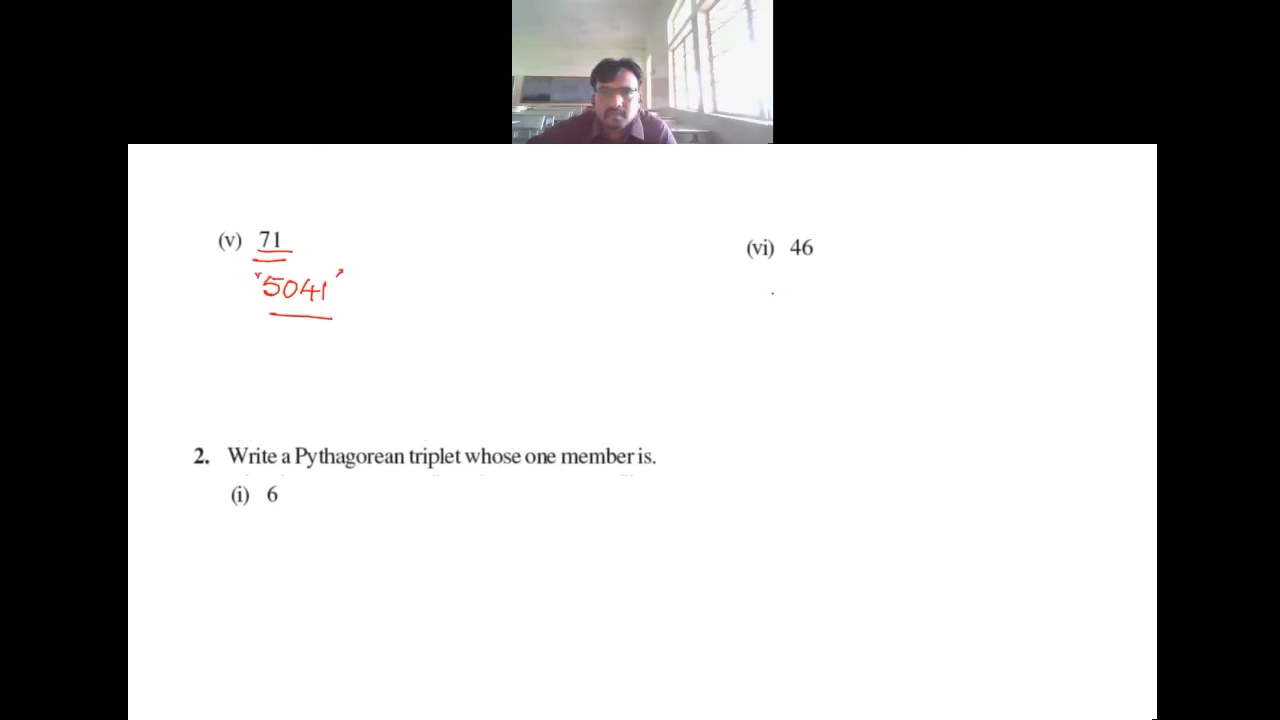 (v) 71
(vi) 46
5041
2. Write a Pythagorean triplet whose one member is.
(i) 6